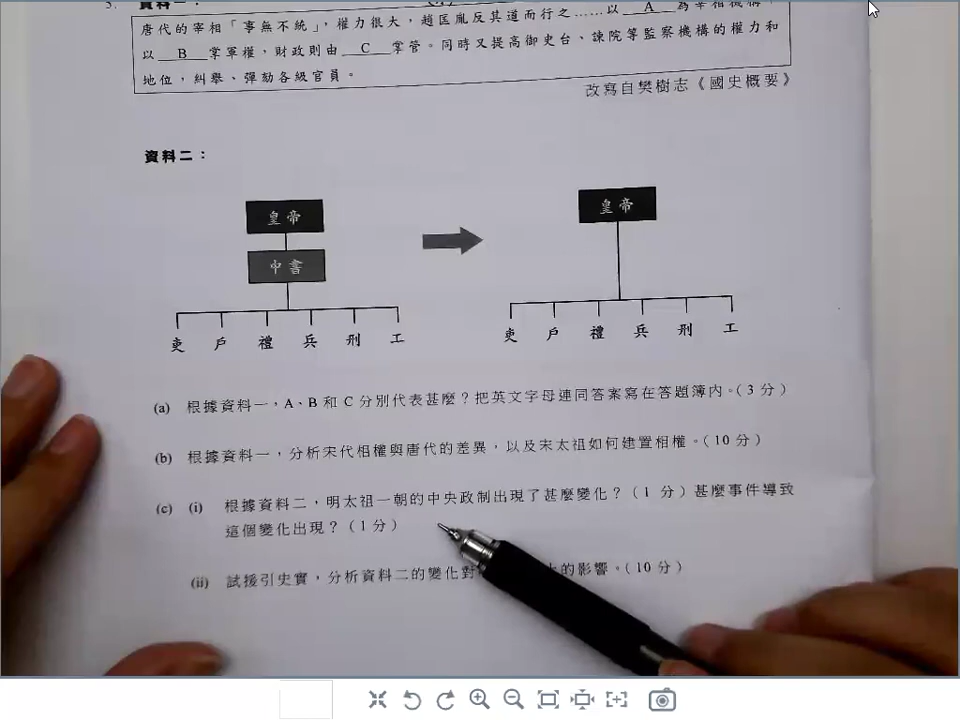 唐代的宰相「事無不統」，權力很大，趙匡胤反其道而行之……以 A 為宰相機構，
以 B 掌軍權，財政則由 C 掌管。同時又提高御史台、諫院等監察機構的權力和
地位，糾舉、彈劾各級官員。
改寫自樊樹志《國史概要》
資料二：
皇帝 皇帝
中書
吏 戶 禮 兵 刑 工 吏 戶 禮 兵 刑 工
(a) 根據資料一，A、B 和 C 分別代表甚麼？把英文字母連同答案寫在答題簿內。(3 分)
(b) 根據資料一，分析宋代相權與唐代的差異，以及宋太祖如何建置相權。(10 分)
(c) (i) 根據資料二，明太祖一朝的中央政制出現了甚麼變化？(1 分) 甚麼事件導致
這個變化出現？(1 分)
(ii) 試援引史實，分析資料二的變化對 的影響。(10 分)